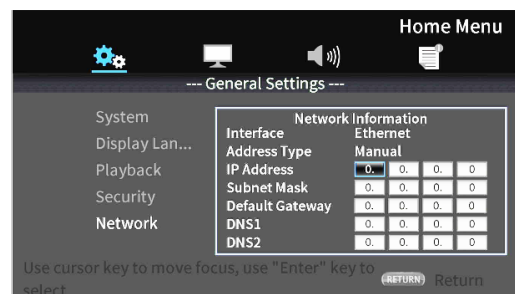 Home Menu
--- General Settings ---
System
Display Lan...
Playback
Security
Network
Network Information
Interface Ethernet
Address Type Manual
IP Address 0. 0. 0. 0
Subnet Mask 0. 0. 0. 0
Default Gateway 0. 0. 0. 0
DNS1 0. 0. 0. 0
DNS2 0. 0. 0. 0
Use cursor key to move focus, use "Enter" key to
select
RETURN Return